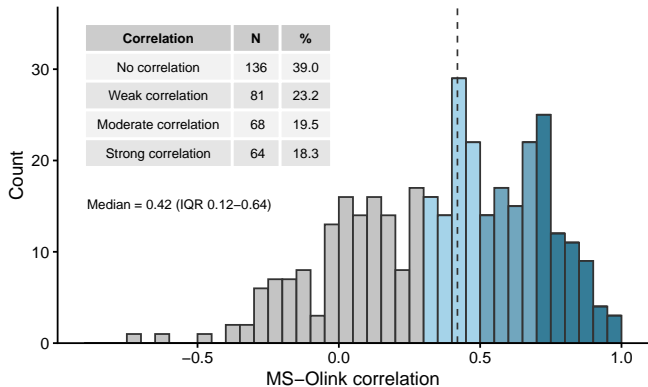 Correlation N %
No correlation 136 39.0
Weak correlation 81 23.2
Moderate correlation 68 19.5
Strong correlation 64 18.3
Median = 0.42 (IQR 0.12−0.64)
Count
30
20
10
0
−0.5 0.0 0.5 1.0
MS−Olink correlation